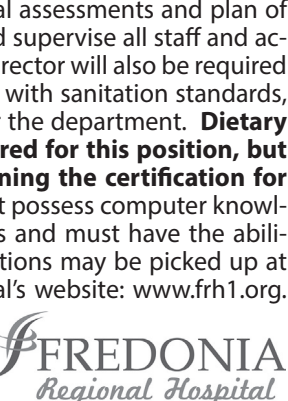 al assessments and plan of
d supervise all staff and ac-
rector will also be required
with sanitation standards,
the department. Dietary
red for this position, but
ning the certification for
t possess computer knowl-
s and must have the abili-
tions may be picked up at
al's website: www.frh1.org.
FREDONIA
Regional Hospital